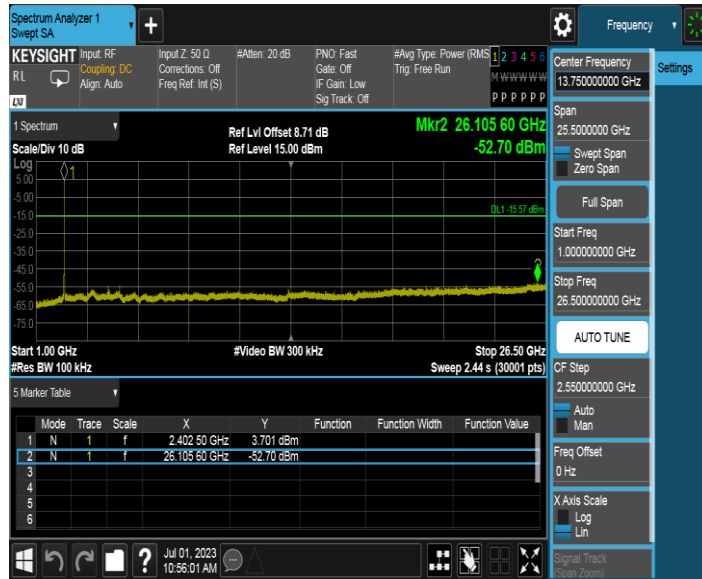 Spectrum Analyzer 1
Swept SA
+
Frequency
KEYSIGHT
RL
LXI
Input: RF
Coupling: DC
Align: Auto
Input Z: 50 Ω
Corrections: Off
Freq Ref: Int (S)
#Atten: 20 dB
PNO: Fast
Gate: Off
IF Gain: Low
Sig Track: Off
#Avg Type: Power (RMS
Trig: Free Run
1 2 3 4 5 6
M W W W W W
P P P P P P
1 Spectrum
Scale/Div 10 dB
Ref Lvl Offset 8.71 dB
Ref Level 15.00 dBm
Mkr2 26.105 60 GHz
-52.70 dBm
Log
5.00
-5.00
-15.0
-25.0
-35.0
-45.0
-55.0
-65.0
-75.0
1
DL1 -15.57 dBm
2
Start 1.00 GHz
#Res BW 100 kHz
#Video BW 300 kHz
Stop 26.50 GHz
Sweep 2.44 s (30001 pts)
5 Marker Table
Mode Trace Scale X Y Function Function Width Function Value
1 N 1 f 2.402 50 GHz 3.701 dBm
2 N 1 f 26.105 60 GHz -52.70 dBm
3
4
5
6
Jul 01, 2023
10:56:01 AM
?
Center Frequency
13.750000000 GHz
Span
25.5000000 GHz
Swept Span
Zero Span
Full Span
Start Freq
1.000000000 GHz
Stop Freq
26.500000000 GHz
AUTO TUNE
CF Step
2.550000000 GHz
Auto
Man
Freq Offset
0 Hz
X Axis Scale
Log
Lin
Signal Track
(Span Zoom)
Settings